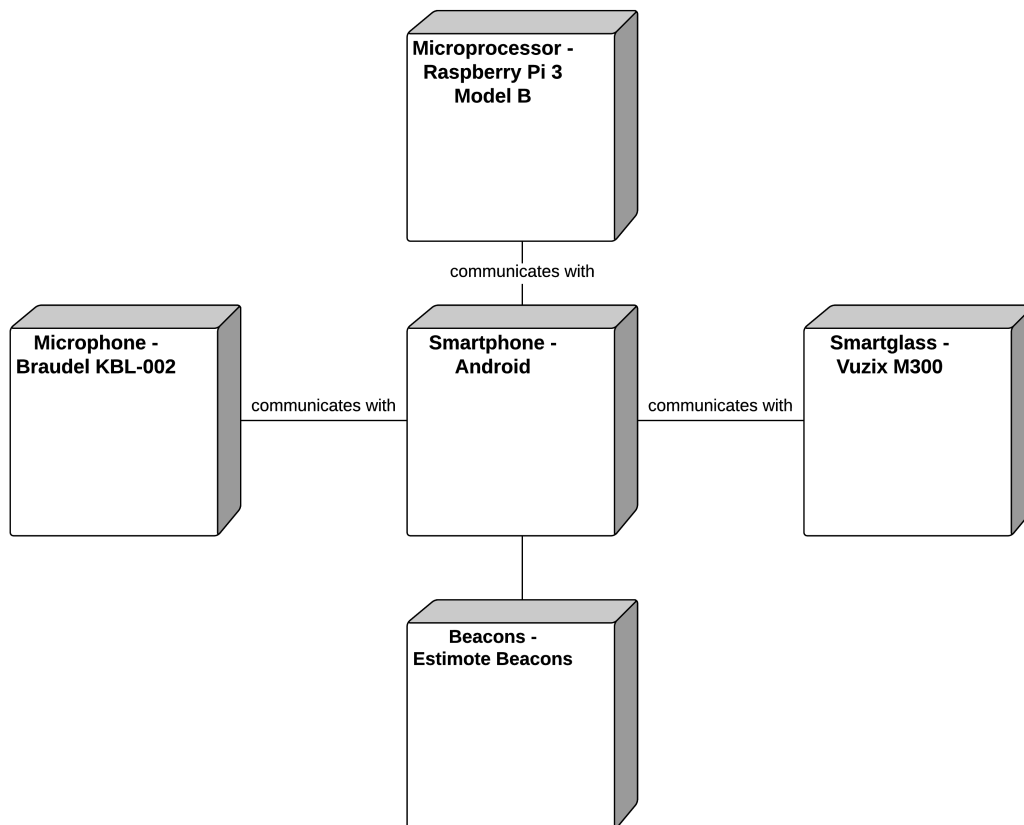 Microprocessor -
Raspberry Pi 3
Model B
communicates with
Microphone -
Braudel KBL-002
communicates with
Smartphone -
Android
communicates with
Smartglass -
Vuzix M300
Beacons -
Estimote Beacons